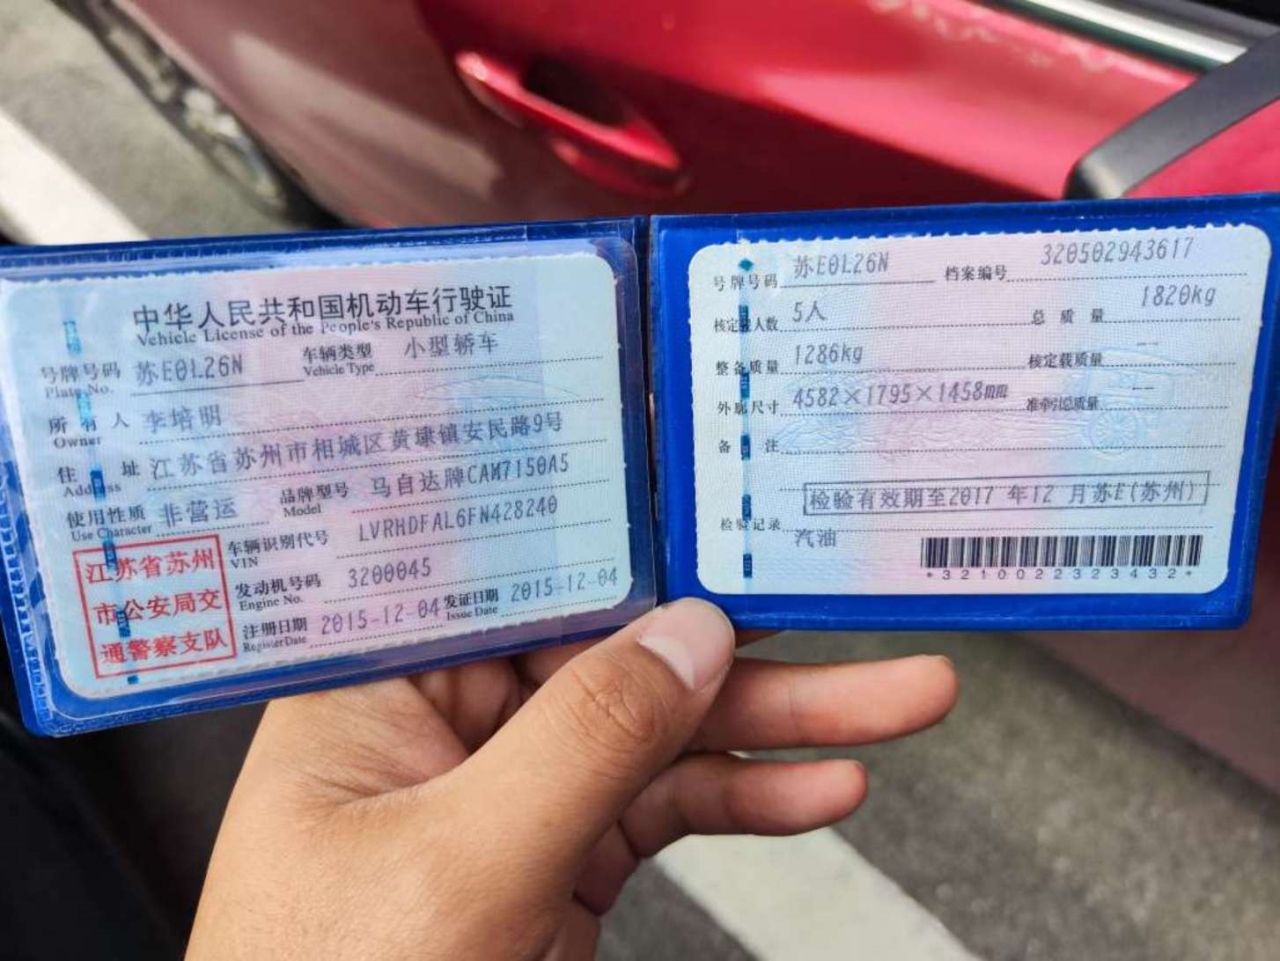 中华人民共和国机动车行驶证
Vehicle License of the People's Republic of China
号牌号码 苏E0L26N 车辆类型 小型轿车
Plate No. Vehicle Type
所有人 李培明
Owner
住址 江苏省苏州市相城区黄埭镇安民路9号
Address
使用性质 非营运 品牌型号 马自达牌CAM7150A5
Use Character Model
车辆识别代号 LVRHDFAL6FN428240
VIN
发动机号码 3200045
Engine No.
注册日期 2015-12-04 发证日期 2015-12-04
Register Date Issue Date
江苏省苏州
市公安局交
通警察支队
号牌号码 苏E0L26N 档案编号 320502943617
核定载人数 5人 总质量 1820kg
整备质量 1286kg 核定载质量 --
外廓尺寸 4582×1795×1458mm 准牵引总质量 --
备注
检验有效期至2017 年12 月苏E(苏州)
检验记录
汽油
*3210022323432*